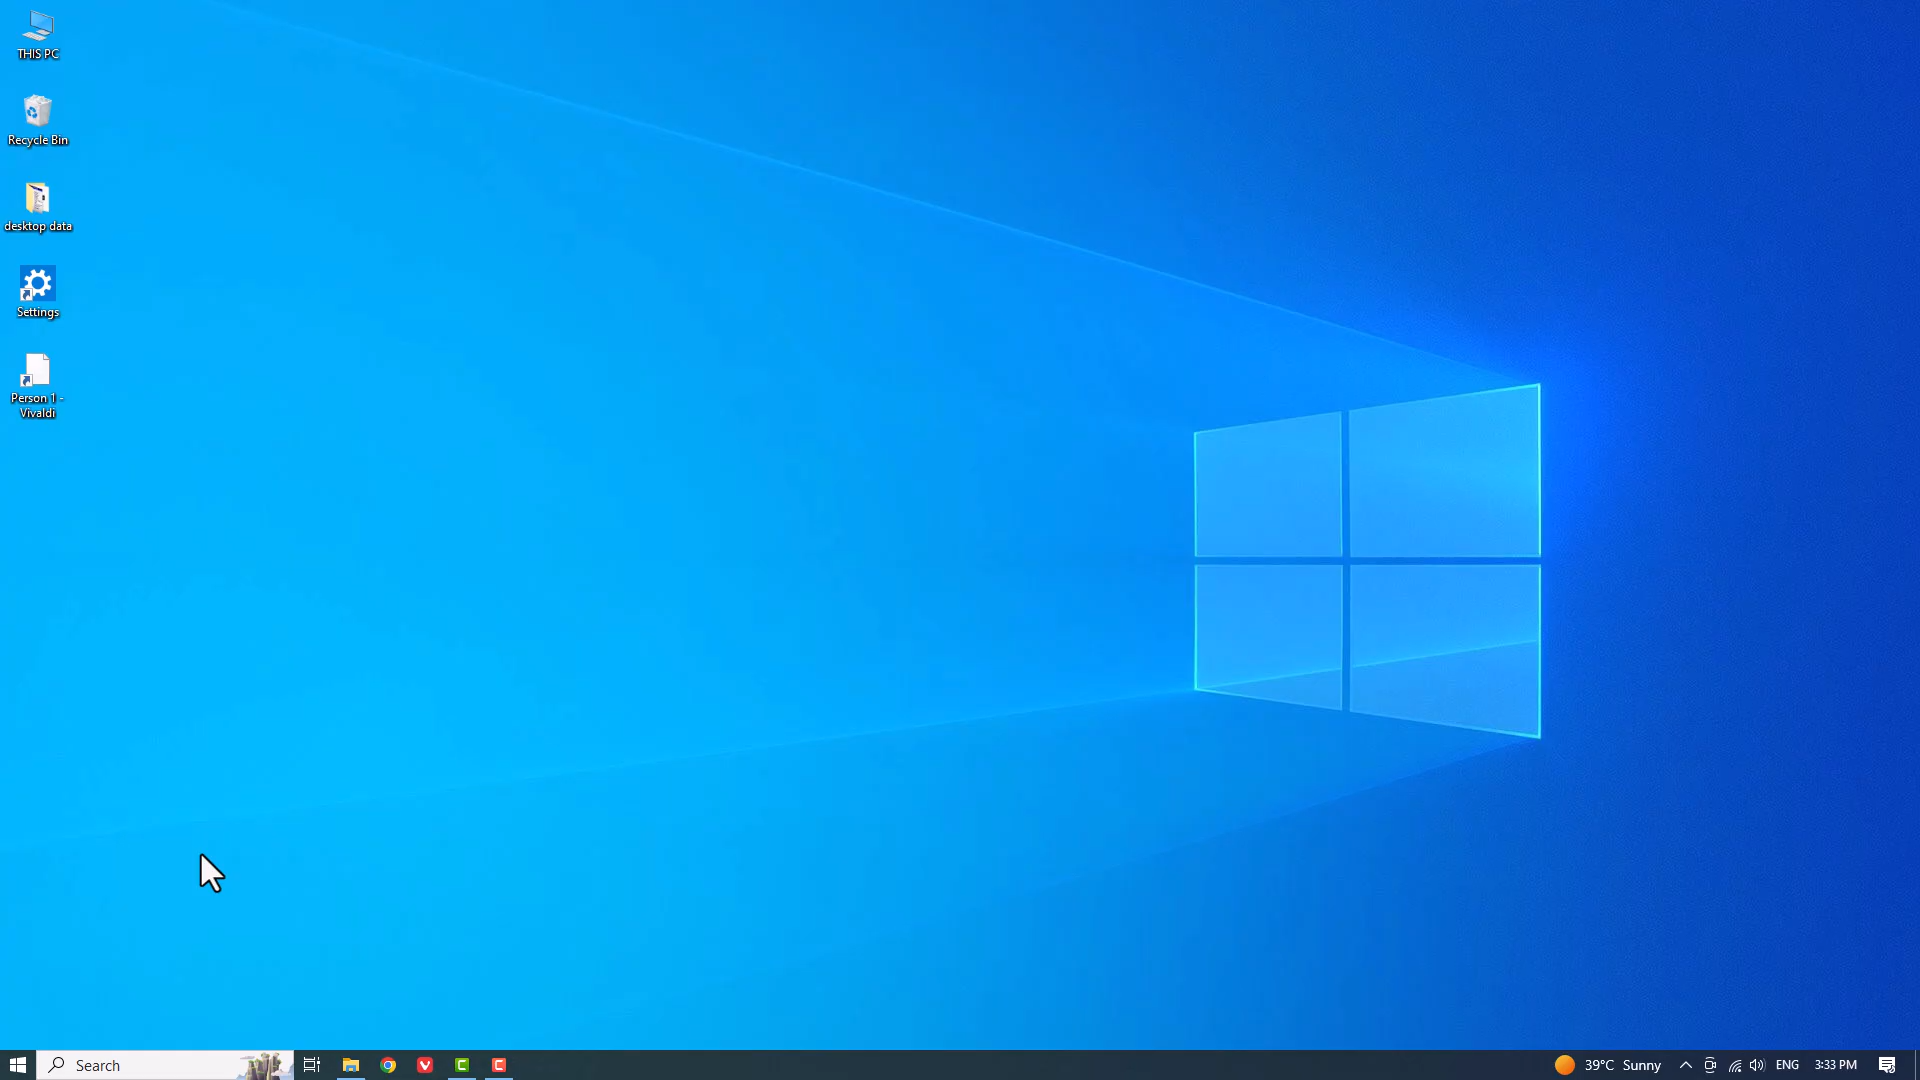 THIS PC
Recycle Bin
desktop data
Settings
Person 1 -
Vivaldi
Search
39°C Sunny
ENG
3:33 PM